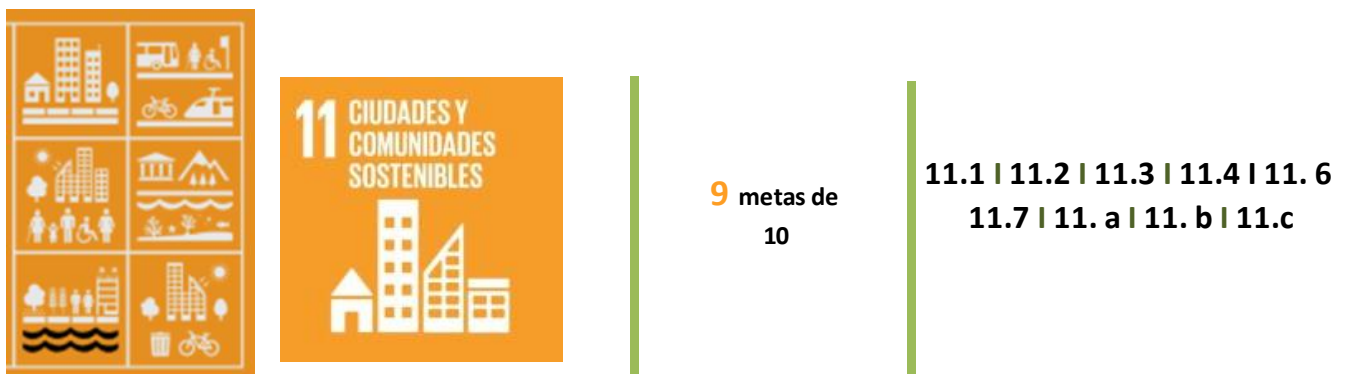 11 CIUDADES Y
COMUNIDADES
SOSTENIBLES
9 metas de
10
11.1 I 11.2 I 11.3 I 11.4 I 11. 6
11.7 I 11. a I 11. b I 11.c